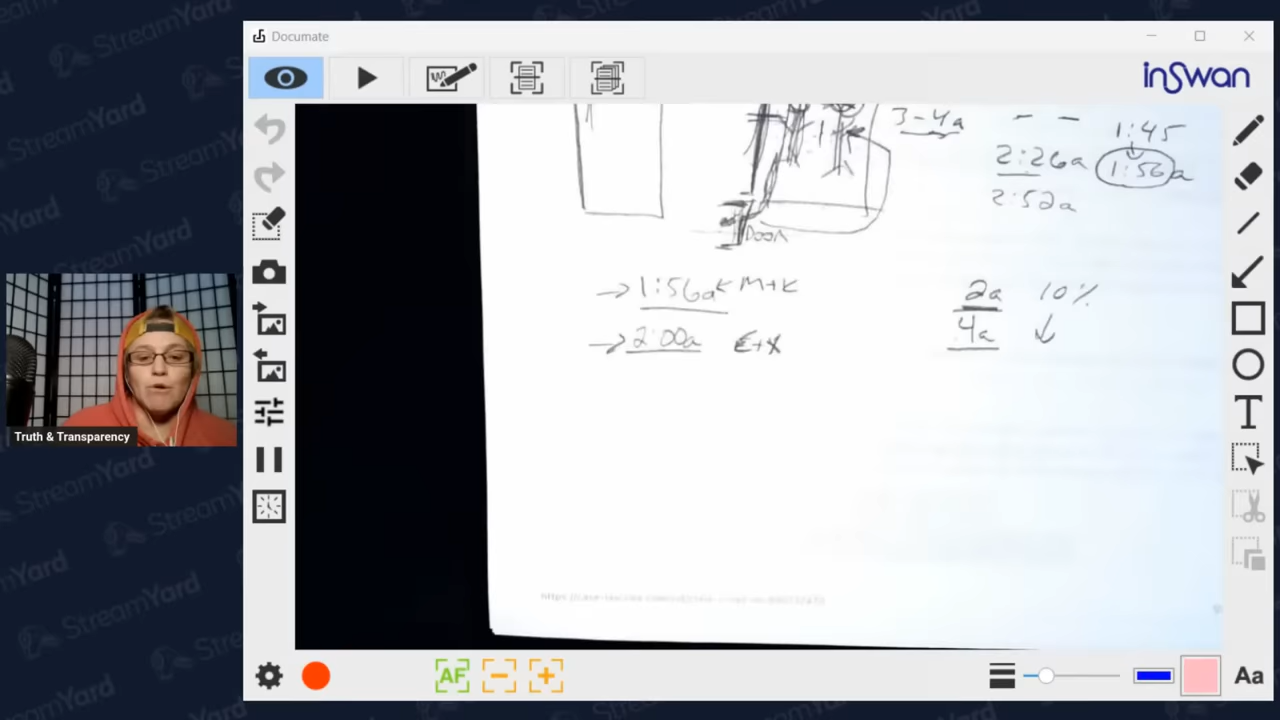 StreamYard
Documate
inSwan
3-4a
1:45
2:26a 1:56a
2:52a
Door
→ 1:56a K M+K
→ 2:00a E+X
2a 10%
4a ↓
Truth & Transparency
T
AF
Aa